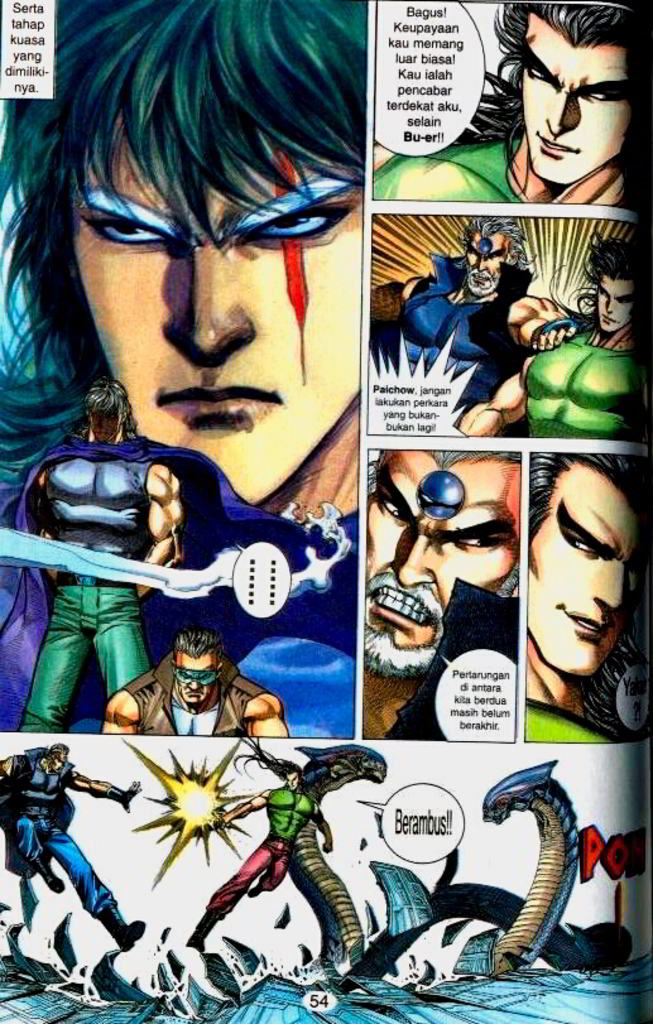 Serta
tahap
kuasa
yang
dimiliki-
nya.
Bagus!
Keupayaan
kau memang
luar biasa!
Kau ialah
pencabar
terdekat aku,
selain
Bu-er!!
Paichow, jangan
lakukan perkara
yang bukan-
bukan lagi!
Pertarungan
di antara
kita berdua
masih belum
berakhir.
?!
Berambus!!
54